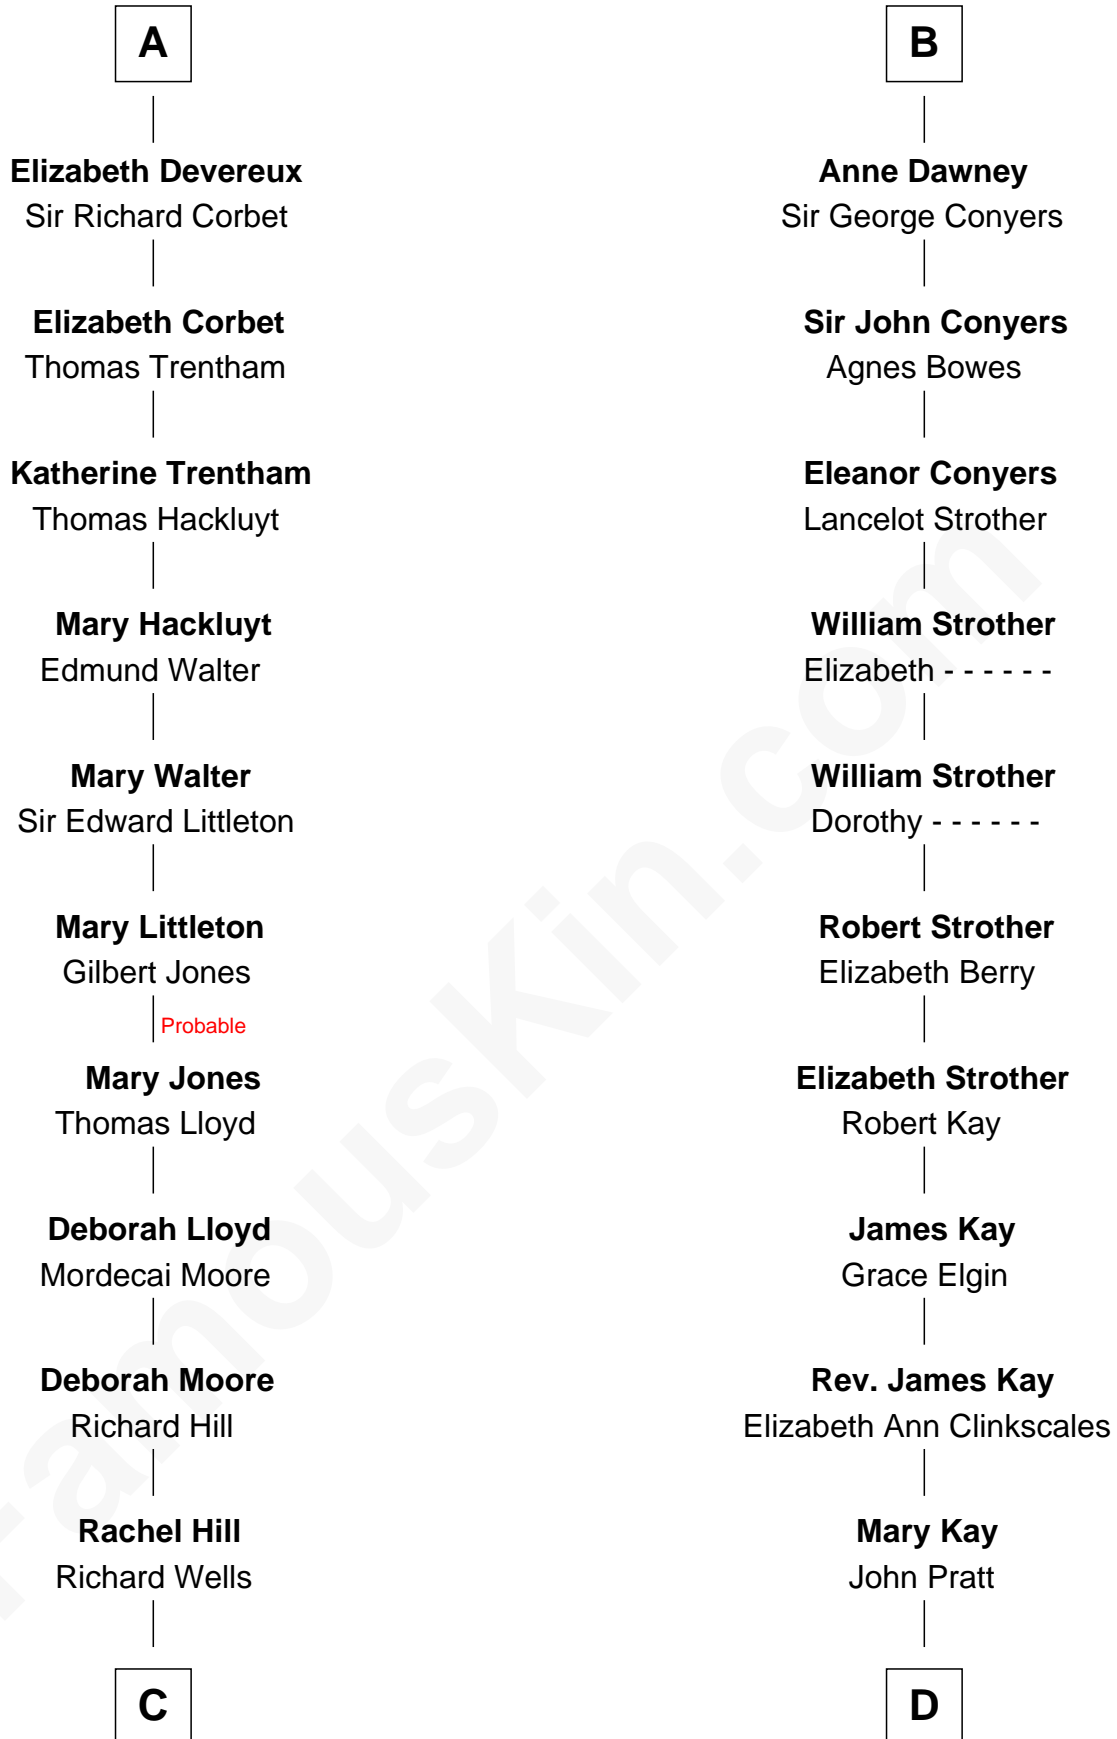 A
Elizabeth Devereux
Sir Richard Corbet
Elizabeth Corbet
Thomas Trentham
Katherine Trentham
Thomas Hackluyt
Mary Hackluyt
Edmund Walter
Mary Walter
Sir Edward Littleton
Mary Littleton
Gilbert Jones
Probable
Mary Jones
Thomas Lloyd
Deborah Lloyd
Mordecai Moore
Deborah Moore
Richard Hill
Rachel Hill
Richard Wells
C
B
Anne Dawney
Sir George Conyers
Sir John Conyers
Agnes Bowes
Eleanor Conyers
Lancelot Strother
William Strother
Elizabeth - - - - - -
William Strother
Dorothy - - - - - -
Robert Strother
Elizabeth Berry
Elizabeth Strother
Robert Kay
James Kay
Grace Elgin
Rev. James Kay
Elizabeth Ann Clinkscales
Mary Kay
John Pratt
D
FamousKin.com